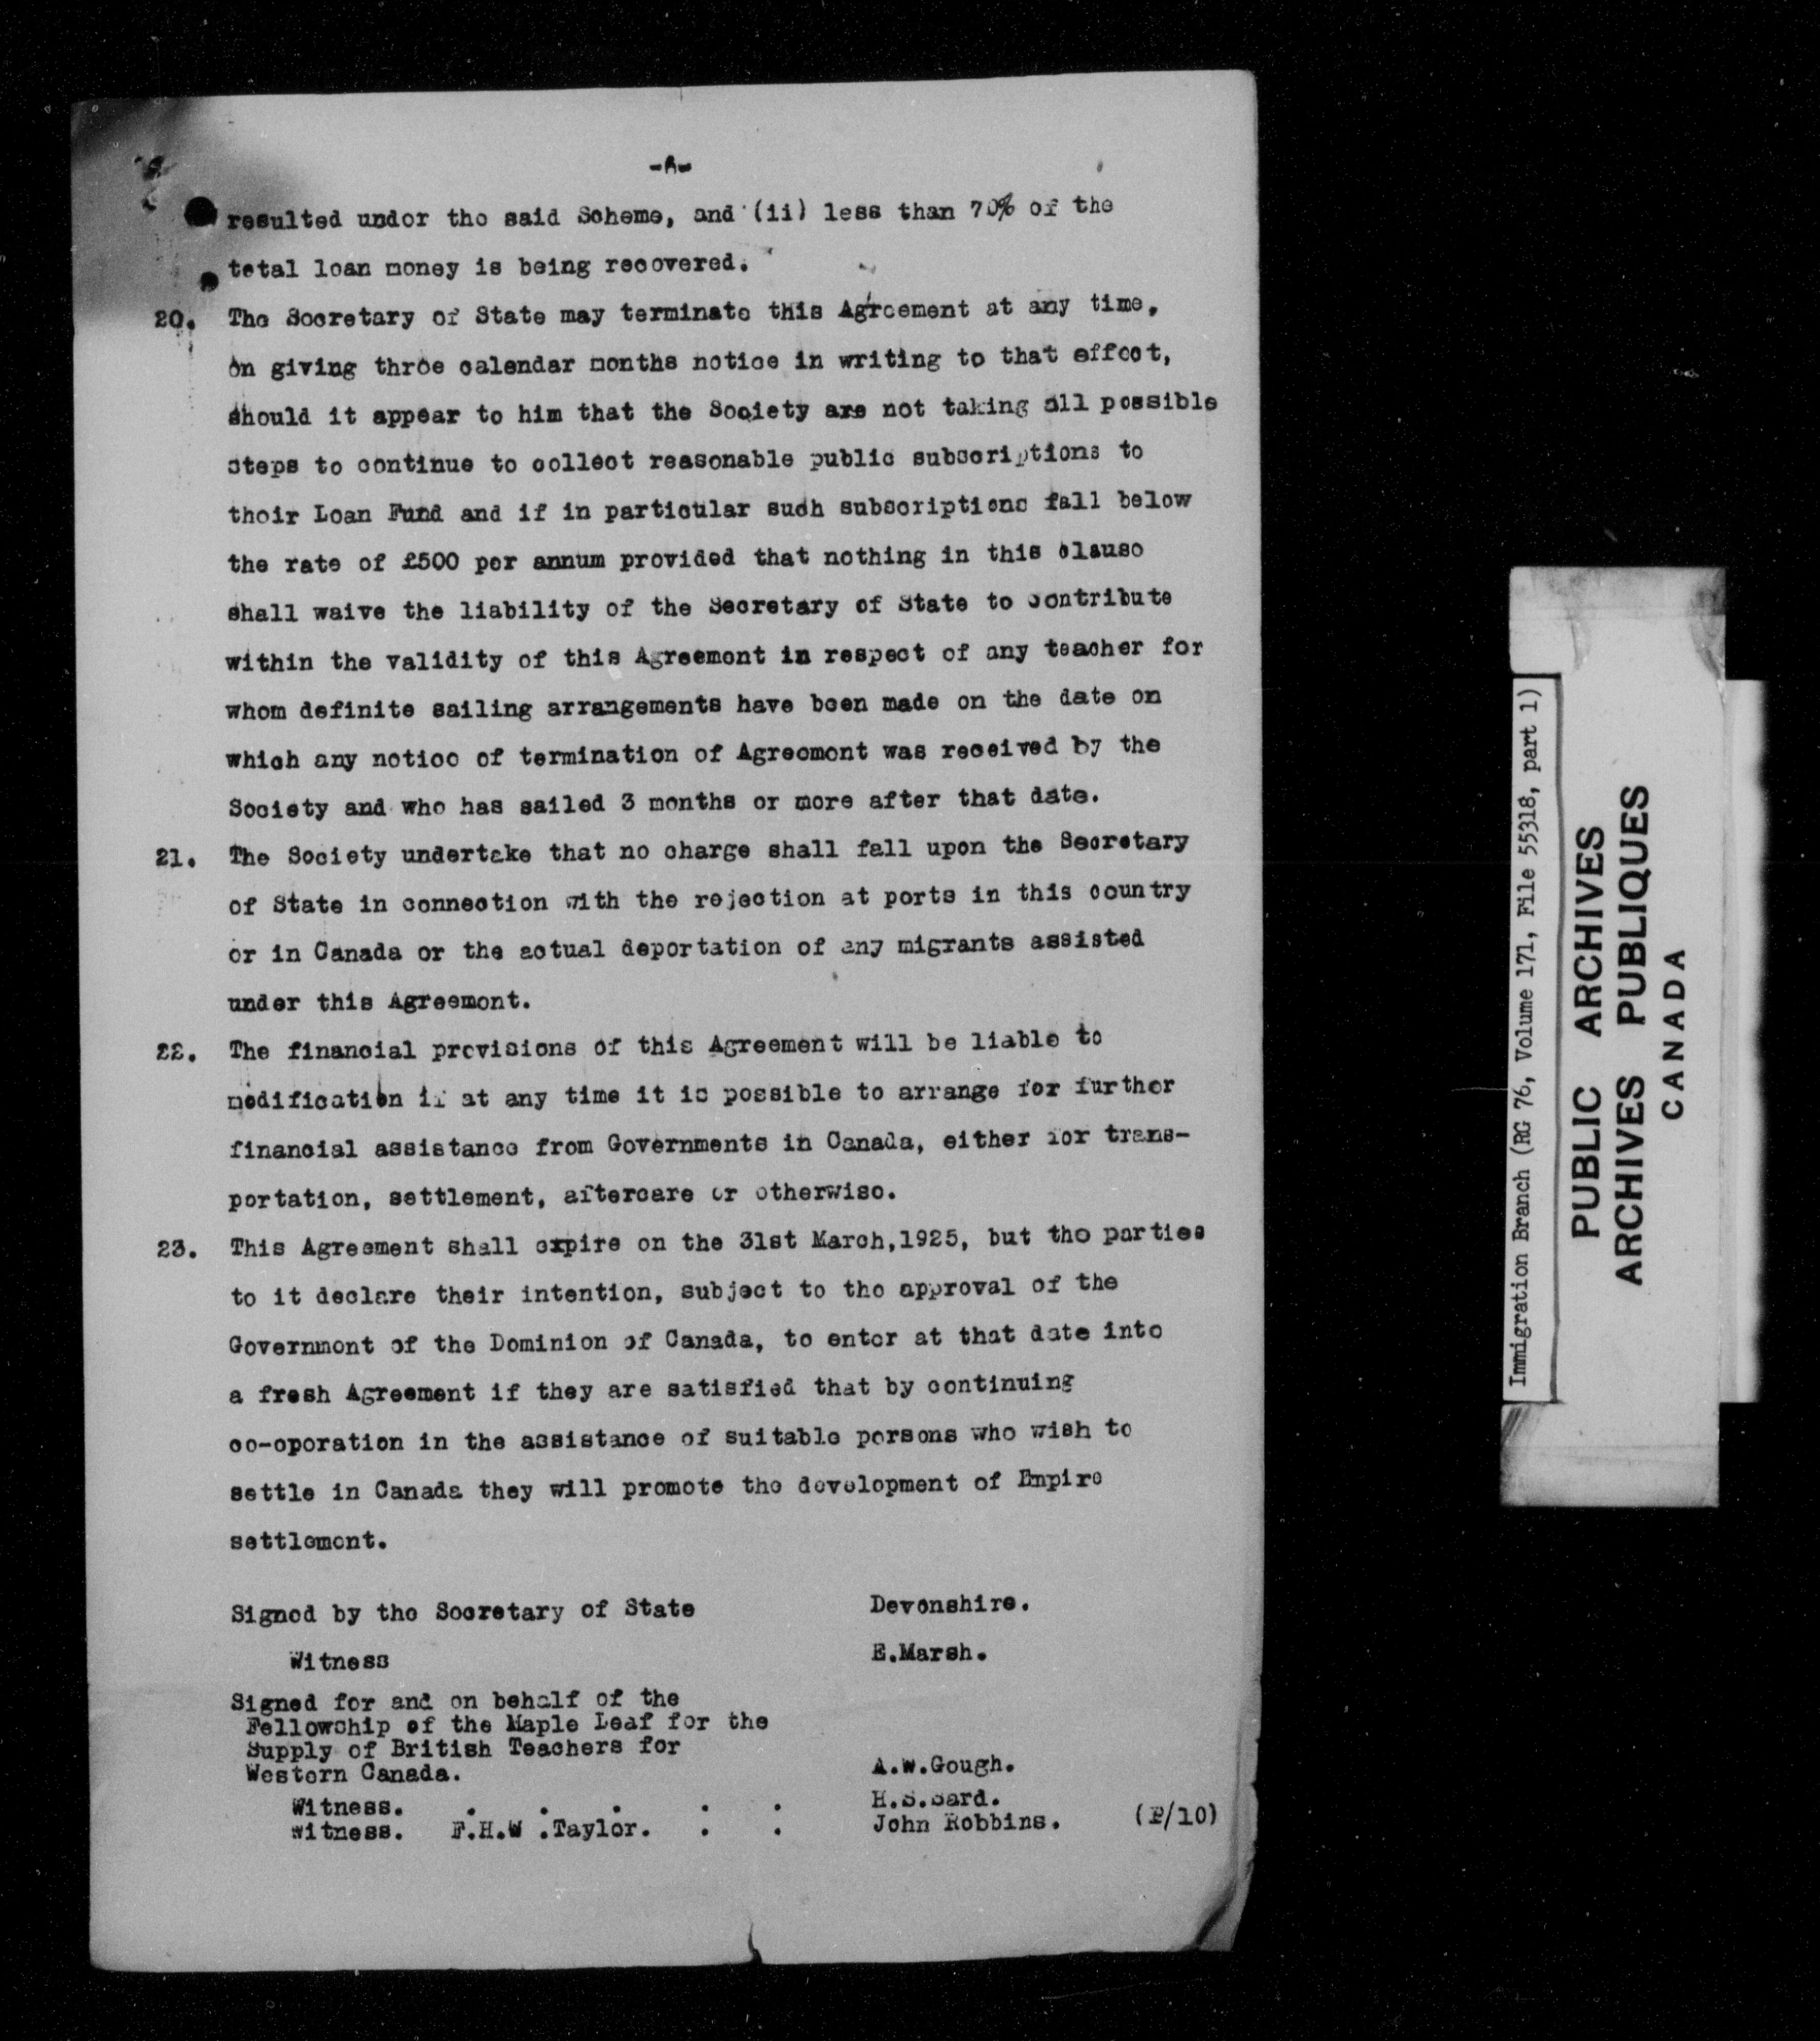 -6-
resulted under the said Scheme, and (ii) less than 70% of the
total loan money is being recovered.
20. The Secretary of State may terminate this Agreement at any time,
on giving three calendar months notice in writing to that effect,
should it appear to him that the Society are not taking all possible
steps to continue to collect reasonable public subscriptions to
their Loan Fund and if in particular such subscriptions fall below
the rate of £500 per annum provided that nothing in this clause
shall waive the liability of the Secretary of State to contribute
within the validity of this Agreement in respect of any teacher for
whom definite sailing arrangements have been made on the date on
which any notice of termination of Agreement was received by the
Society and who has sailed 3 months or more after that date.
21. The Society undertake that no charge shall fall upon the Secretary
of State in connection with the rejection at ports in this country
or in Canada or the actual deportation of any migrants assisted
under this Agreement.
22. The financial provisions of this Agreement will be liable to
modification if at any time it is possible to arrange for further
financial assistance from Governments in Canada, either for trans-
portation, settlement, aftercare or otherwise.
23. This Agreement shall expire on the 31st March,1925, but the parties
to it declare their intention, subject to the approval of the
Government of the Dominion of Canada, to enter at that date into
a fresh Agreement if they are satisfied that by continuing
co-operation in the assistance of suitable persons who wish to
settle in Canada they will promote the development of Empire
settlement.
Signed by the Secretary of State Devonshire.
Witness E.Marsh.
Signed for and on behalf of the
Fellowship of the Maple Leaf for the
Supply of British Teachers for
Western Canada. A.W.Gough.
Witness. . . . . . H.S.Sard.
Witness. F.H.W .Taylor. . . John Robbins. (P/10)
Immigration Branch (RG 76, Volume 171, File 55318, part 1)
PUBLIC ARCHIVES
ARCHIVES PUBLIQUES
CANADA